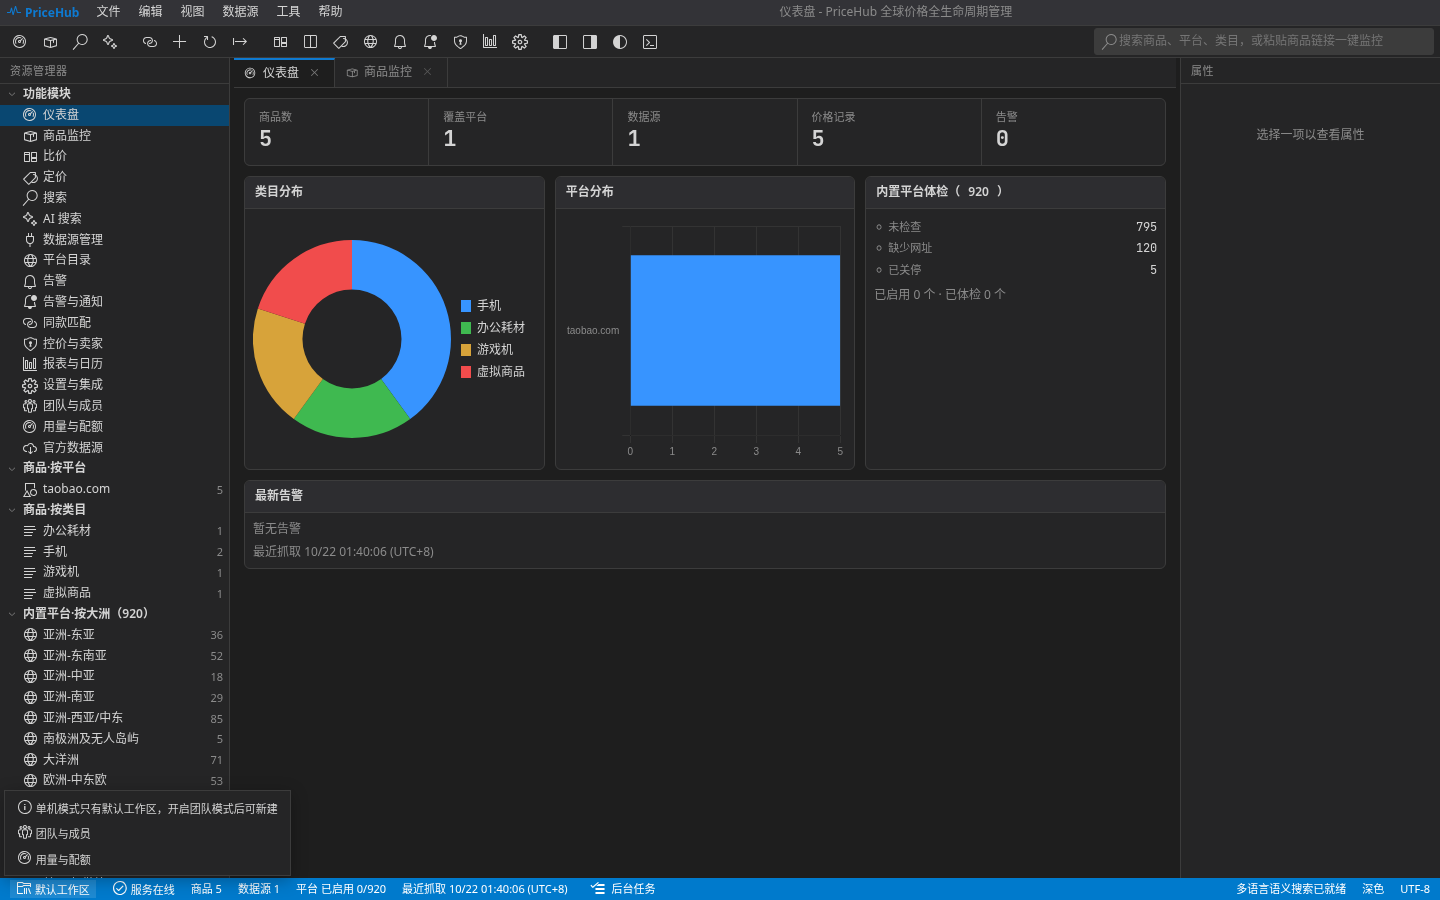 PriceHub 文件 编辑 视图 数据源 工具 帮助 仪表盘 - PriceHub 全球价格全生命周期管理
搜索商品、平台、类目，或粘贴商品链接一键监控
资源管理器
功能模块
仪表盘
商品监控
比价
定价
搜索
AI 搜索
数据源管理
平台目录
告警
告警与通知
同款匹配
控价与卖家
报表与日历
设置与集成
团队与成员
用量与配额
官方数据源
商品·按平台
taobao.com 5
商品·按类目
办公耗材 1
手机 2
游戏机 1
虚拟商品 1
内置平台·按大洲（920）
亚洲-东亚 36
亚洲-东南亚 52
亚洲-中亚 18
亚洲-南亚 29
亚洲-西亚/中东 85
南极洲及无人岛屿 5
大洋洲 71
欧洲-中东欧 53
单机模式只有默认工作区，开启团队模式后可新建
团队与成员
用量与配额
仪表盘 商品监控
商品数 覆盖平台 数据源 价格记录 告警
5 1 1 5 0
类目分布
手机
办公耗材
游戏机
虚拟商品
平台分布
taobao.com
0 1 2 3 4 5
内置平台体检（ 920 ）
未检查 795
缺少网址 120
已关停 5
已启用 0 个 · 已体检 0 个
最新告警
暂无告警
最近抓取 10/22 01:40:06 (UTC+8)
属性
选择一项以查看属性
默认工作区 服务在线 商品 5 数据源 1 平台 已启用 0/920 最近抓取 10/22 01:40:06 (UTC+8) 后台任务 多语言语义搜索已就绪 深色 UTF-8